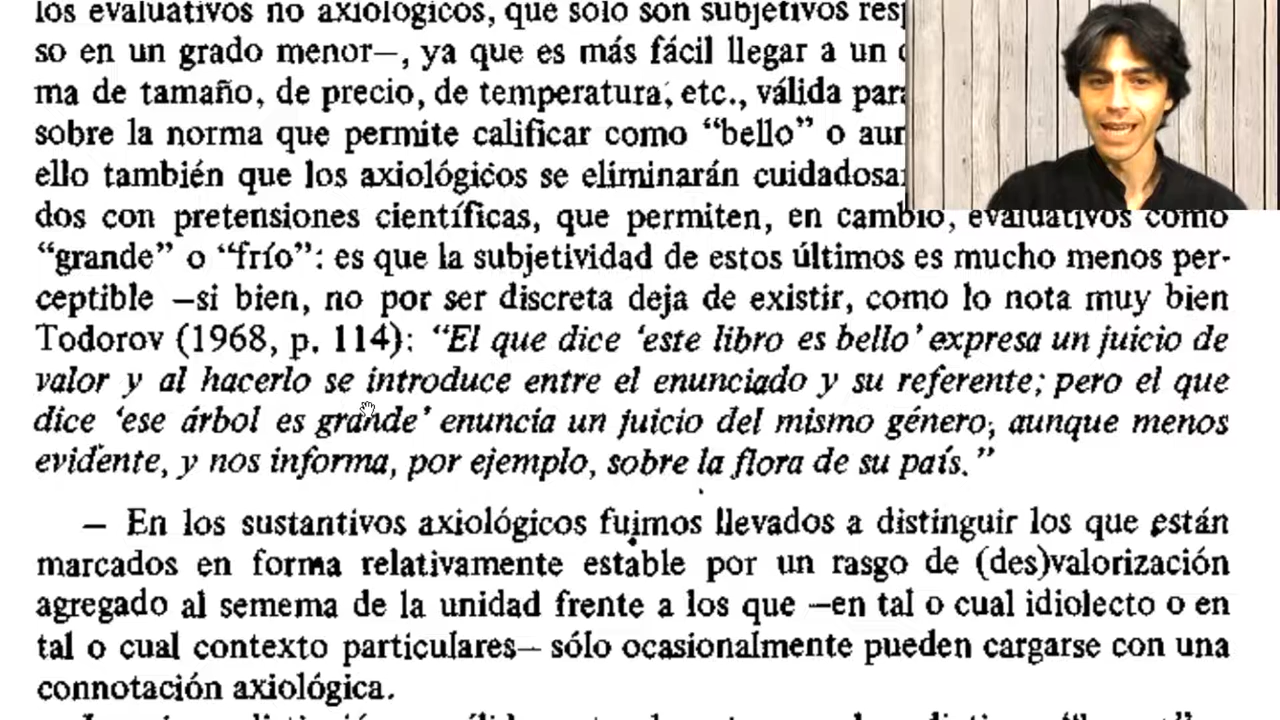 los evaluativos no axiológicos, que sólo son subjetivos
so en un grado menor—, ya que es más fácil llegar a un
ma de tamaño, de precio, de temperatura, etc., válida
sobre la norma que permite calificar como “bello” o
ello también que los axiológicos se eliminarán
dos con pretensiones científicas, que permiten, en cambio, evaluativos como
“grande” o “frío”: es que la subjetividad de estos últimos es mucho menos per-
ceptible —si bien, no por ser discreta deja de existir, como lo nota muy bien
Todorov (1968, p. 114): “El que dice ‘este libro es bello’ expresa un juicio de
valor y al hacerlo se introduce entre el enunciado y su referente; pero el que
dice ‘ese árbol es grande’ enuncia un juicio del mismo género, aunque menos
evidente, y nos informa, por ejemplo, sobre la flora de su país.”
— En los sustantivos axiológicos fuimos llevados a distinguir los que están
marcados en forma relativamente estable por un rasgo de (des)valorización
agregado al semema de la unidad frente a los que —en tal o cual idiolecto o en
tal o cual contexto particulares— sólo ocasionalmente pueden cargarse con una
connotación axiológica.